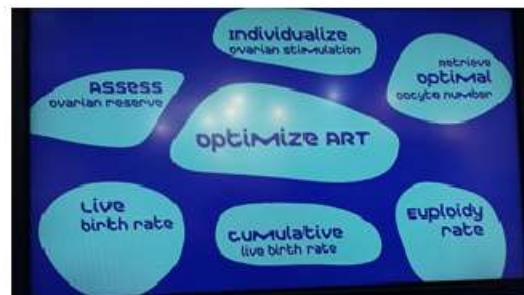 Individualize
ovarian stimulation
Retrieve
optimal
oocyte number
Assess
ovarian reserve
optimize ART
Live
birth rate
cumulative
live birth rate
Euploidy
rate